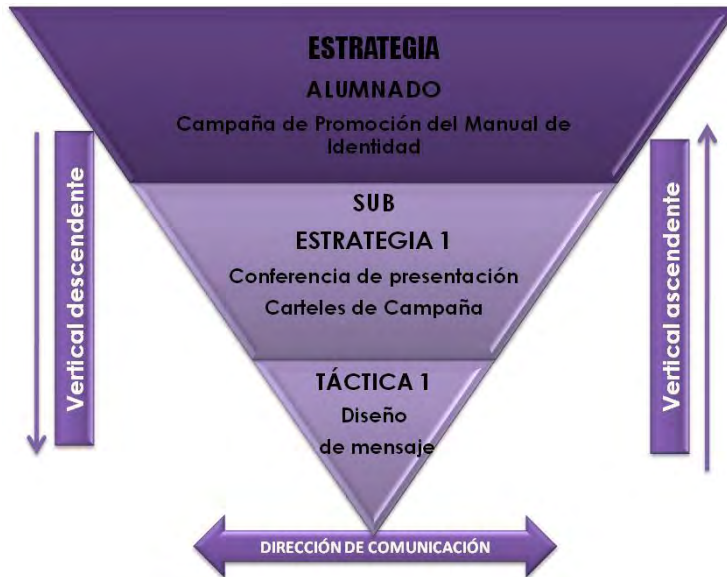 ESTRATEGIA
ALUMNADO
Campaña de Promoción del Manual de
Identidad
SUB
ESTRATEGIA 1
Conferencia de presentación
Carteles de Campaña
TÁCTICA 1
Diseño
de mensaje
Vertical descendente
Vertical ascendente
DIRECCIÓN DE COMUNICACIÓN